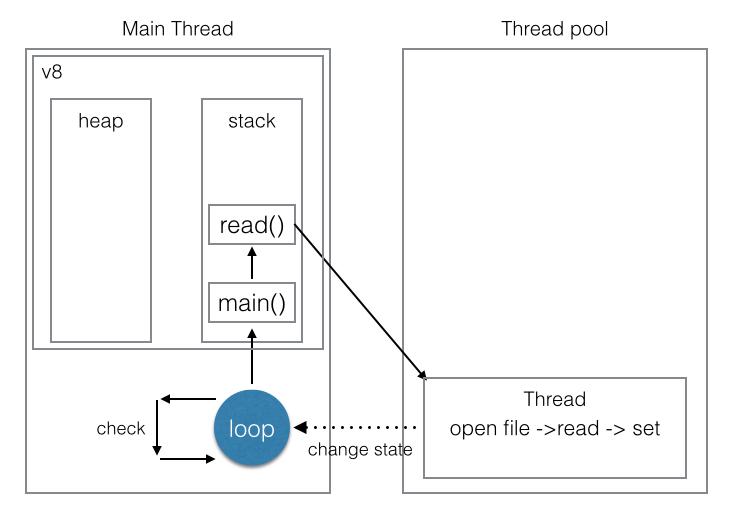 Main Thread
Thread pool
v8
heap
stack
read()
main()
loop
check
change state
Thread
open file ->read -> set